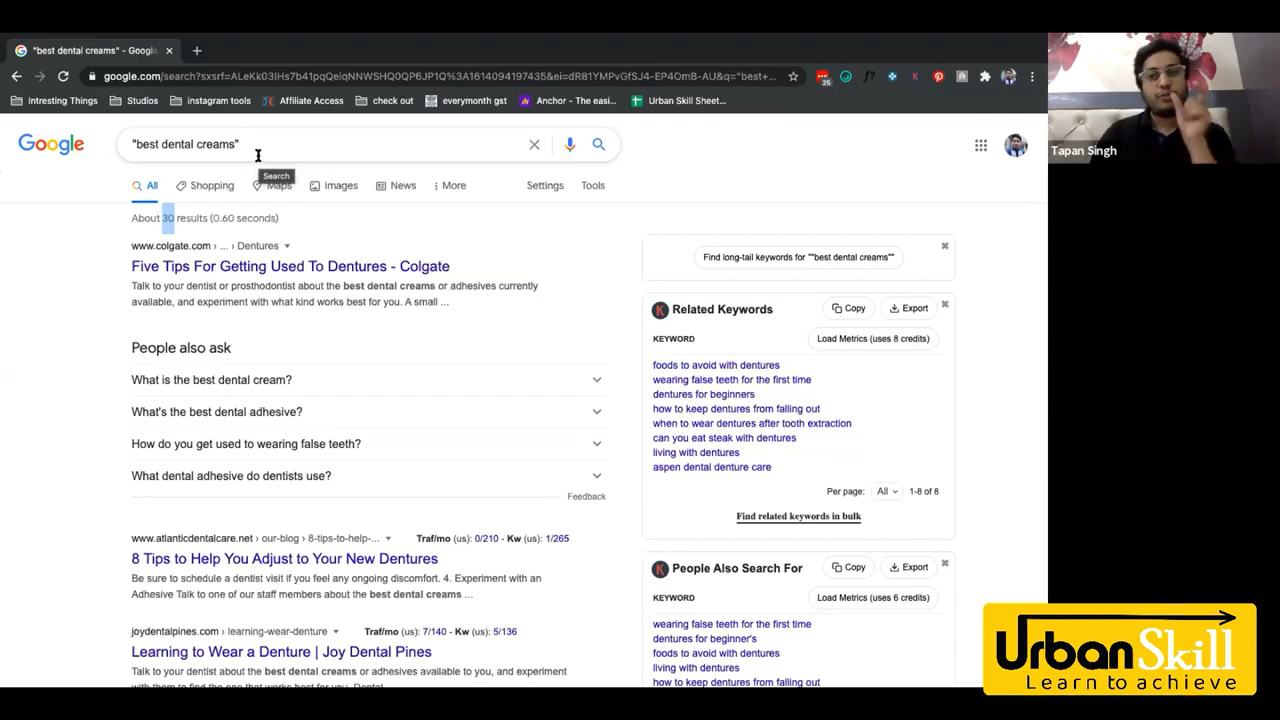 "best dental creams" - Googl
google.com/search?sxsrf=ALeKk03IHs7b41pqQeiqNNWSHQ0QP6JP1Q%3A1614094197435&ei=dR81YMPvGfSJ4-EP4OmB-AU&q="best+...
25
f?
Intresting Things
Studios
instagram tools
Affiliate Access
check out
everymonth gst
Anchor - The easi...
Urban Skill Sheet...
Tapan Singh
Google
"best dental creams"
Search
All
Shopping
Maps
Images
News
More
Settings
Tools
About 30 results (0.60 seconds)
www.colgate.com › ... › Dentures
Five Tips For Getting Used To Dentures - Colgate
Talk to your dentist or prosthodontist about the best dental creams or adhesives currently
available, and experiment with what kind works best for you. A small ...
People also ask
What is the best dental cream?
What's the best dental adhesive?
How do you get used to wearing false teeth?
What dental adhesive do dentists use?
Feedback
www.atlanticdentalcare.net › our-blog › 8-tips-to-help-...
Traf/mo (us): 0/210 - Kw (us): 1/265
8 Tips to Help You Adjust to Your New Dentures
Be sure to schedule a dentist visit if you feel any ongoing discomfort. 4. Experiment with an
Adhesive Talk to one of our staff members about the best dental creams ...
joydentalpines.com › learning-wear-denture
Traf/mo (us): 7/140 - Kw (us): 5/136
Learning to Wear a Denture | Joy Dental Pines
Talk to your dentist about the best dental creams or adhesives available to you, and experiment
with them to find the one that works best for you. Dental
Find long-tail keywords for ""best dental creams""
Related Keywords
Copy
Export
KEYWORD
Load Metrics (uses 8 credits)
foods to avoid with dentures
wearing false teeth for the first time
dentures for beginners
how to keep dentures from falling out
when to wear dentures after tooth extraction
can you eat steak with dentures
living with dentures
aspen dental denture care
Per page:
All
1-8 of 8
Find related keywords in bulk
People Also Search For
Copy
Export
KEYWORD
Load Metrics (uses 6 credits)
wearing false teeth for the first time
dentures for beginner's
foods to avoid with dentures
living with dentures
how to keep dentures from falling out
Urban Skill
Learn to achieve